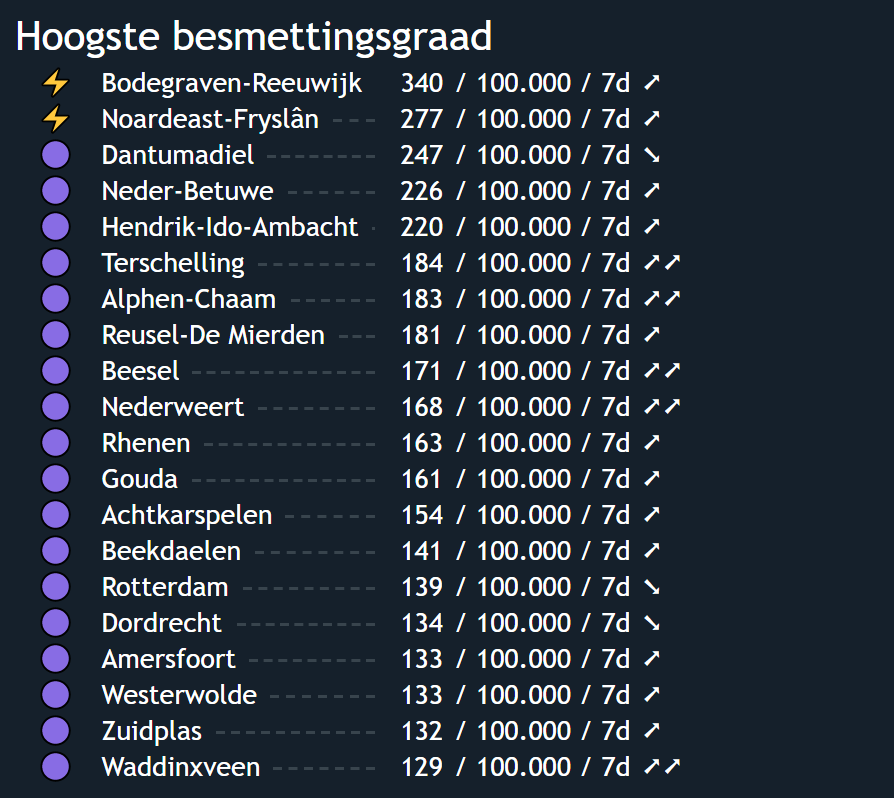 Hoogste besmettingsgraad
⚡ Bodegraven-Reeuwijk 340 / 100.000 / 7d ➚
⚡ Noardeast-Fryslân 277 / 100.000 / 7d ➚
🟣 Dantumadiel 247 / 100.000 / 7d ➘
🟣 Neder-Betuwe 226 / 100.000 / 7d ➚
🟣 Hendrik-Ido-Ambacht 220 / 100.000 / 7d ➚
🟣 Terschelling 184 / 100.000 / 7d ➚➚
🟣 Alphen-Chaam 183 / 100.000 / 7d ➚➚
🟣 Reusel-De Mierden 181 / 100.000 / 7d ➚
🟣 Beesel 171 / 100.000 / 7d ➚➚
🟣 Nederweert 168 / 100.000 / 7d ➚➚
🟣 Rhenen 163 / 100.000 / 7d ➚
🟣 Gouda 161 / 100.000 / 7d ➚
🟣 Achtkarspelen 154 / 100.000 / 7d ➚
🟣 Beekdaelen 141 / 100.000 / 7d ➚
🟣 Rotterdam 139 / 100.000 / 7d ➘
🟣 Dordrecht 134 / 100.000 / 7d ➘
🟣 Amersfoort 133 / 100.000 / 7d ➚
🟣 Westerwolde 133 / 100.000 / 7d ➚
🟣 Zuidplas 132 / 100.000 / 7d ➚
🟣 Waddinxveen 129 / 100.000 / 7d ➚➚